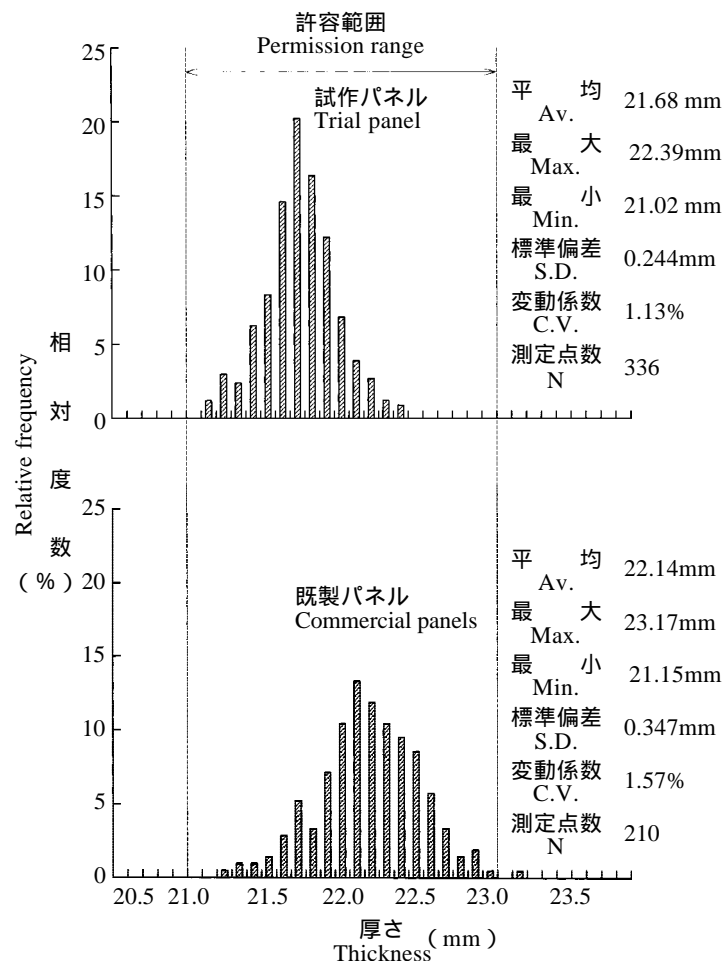 許容範囲
Permission range
25
20
15
10
5
0
試作パネル
Trial panel
平 均
Av.
21.68 mm
最 大
Max.
22.39mm
最 小
Min.
21.02 mm
標準偏差
S.D.
0.244mm
変動係数
C.V.
1.13%
測定点数
N
336
相対度数
Relative frequency
(%)
25
20
15
10
5
0
既製パネル
Commercial panels
平 均
Av.
22.14mm
最 大
Max.
23.17mm
最 小
Min.
21.15mm
標準偏差
S.D.
0.347mm
変動係数
C.V.
1.57%
測定点数
N
210
20.5 21.0 21.5 22.0 22.5 23.0 23.5
厚さ
Thickness
(mm)